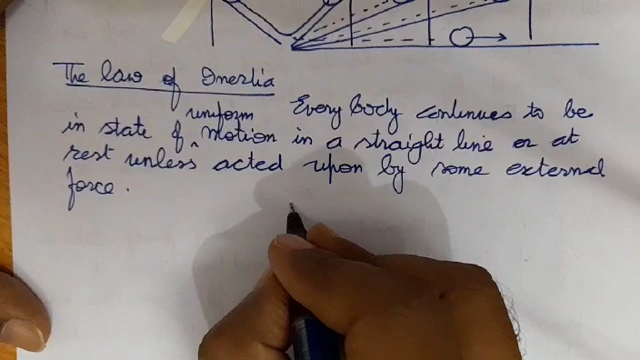 The law of Inertia
Every body continues to be
in state of uniform motion in a straight line or at
rest unless acted upon by some external
force.